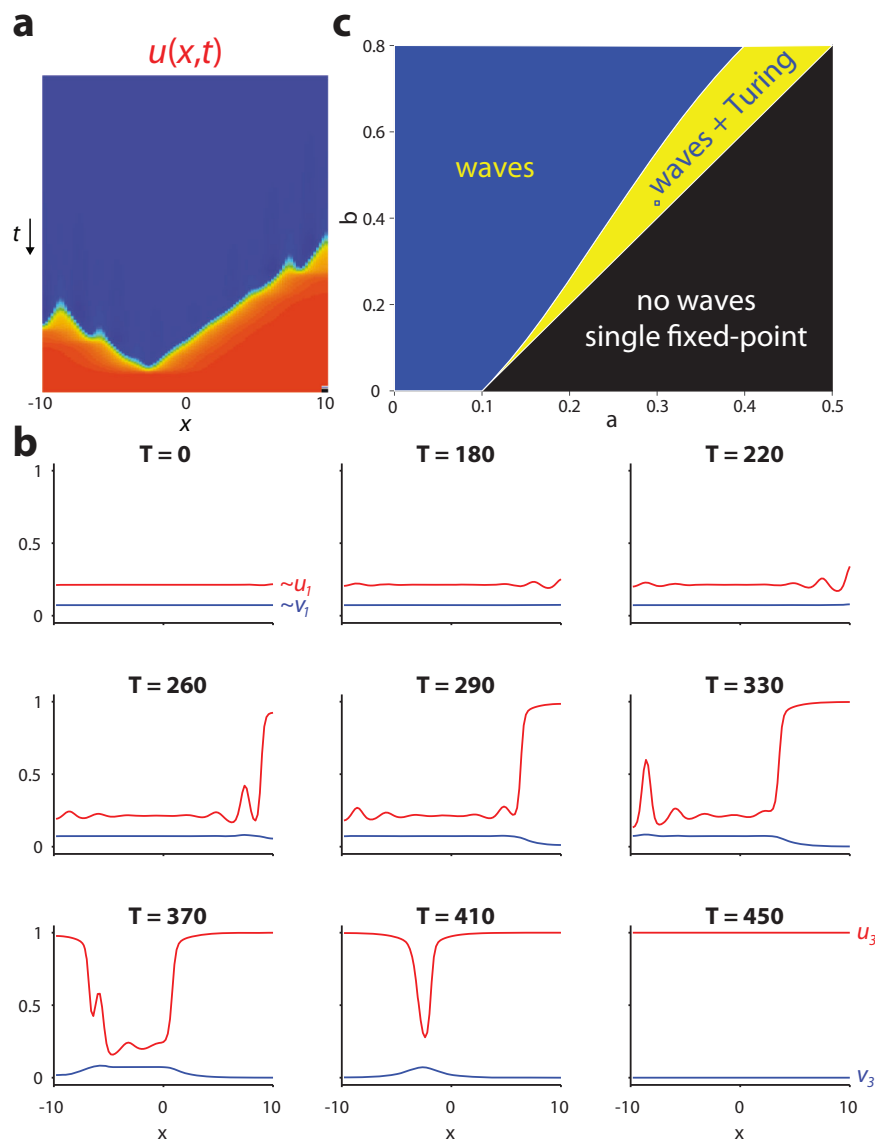 a
u(x,t)
t
-10
0
10
x
c
0.8
0.6
0.4
0.2
0
b
waves
waves + Turing
no waves
single fixed-point
0
0.1
0.2
0.3
0.4
0.5
a
b
T = 0
T = 180
T = 220
1
0.5
0
~u1
~v1
T = 260
T = 290
T = 330
1
0.5
0
T = 370
T = 410
T = 450
1
0.5
0
u3
v3
-10
0
10
-10
0
10
-10
0
10
x
x
x